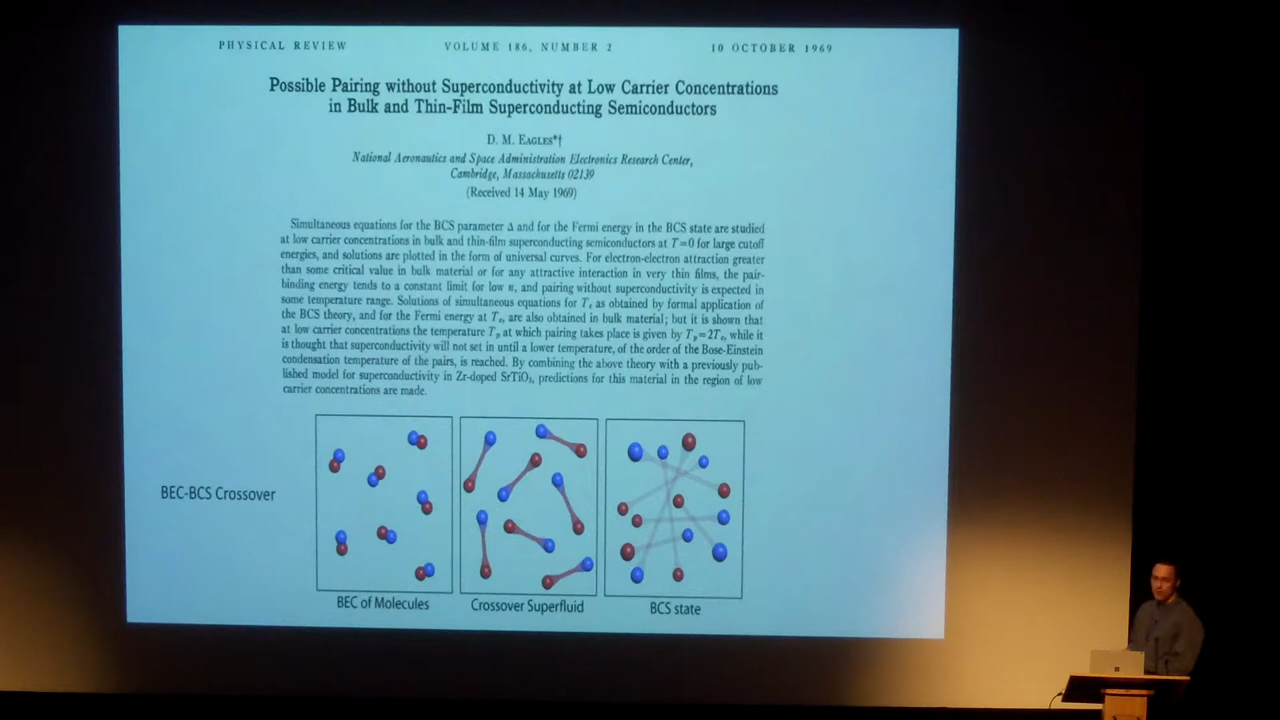 PHYSICAL REVIEW VOLUME 186, NUMBER 2 10 OCTOBER 1969
Possible Pairing without Superconductivity at Low Carrier Concentrations
in Bulk and Thin-Film Superconducting Semiconductors
D. M. EAGLES*†
National Aeronautics and Space Administration Electronics Research Center,
Cambridge, Massachusetts 02139
(Received 14 May 1969)
Simultaneous equations for the BCS parameter Δ and for the Fermi energy in the BCS state are studied
at low carrier concentrations in bulk and thin-film superconducting semiconductors at T=0 for large cutoff
energies, and solutions are plotted in the form of universal curves. For electron-electron attraction greater
than some critical value in bulk material or for any attractive interaction in very thin films, the pair-
binding energy tends to a constant limit for low n, and pairing without superconductivity is expected in
some temperature range. Solutions of simultaneous equations for Tc as obtained by formal application of
the BCS theory, and for the Fermi energy at Tc, are also obtained in bulk material; but it is shown that
at low carrier concentrations the temperature Tp at which pairing takes place is given by Tp=2Tc, while it
is thought that superconductivity will not set in until a lower temperature, of the order of the Bose-Einstein
condensation temperature of the pairs, is reached. By combining the above theory with a previously pub-
lished model for superconductivity in Zr-doped SrTiO3, predictions for this material in the region of low
carrier concentrations are made.
BEC-BCS Crossover
BEC of Molecules
Crossover Superfluid
BCS state